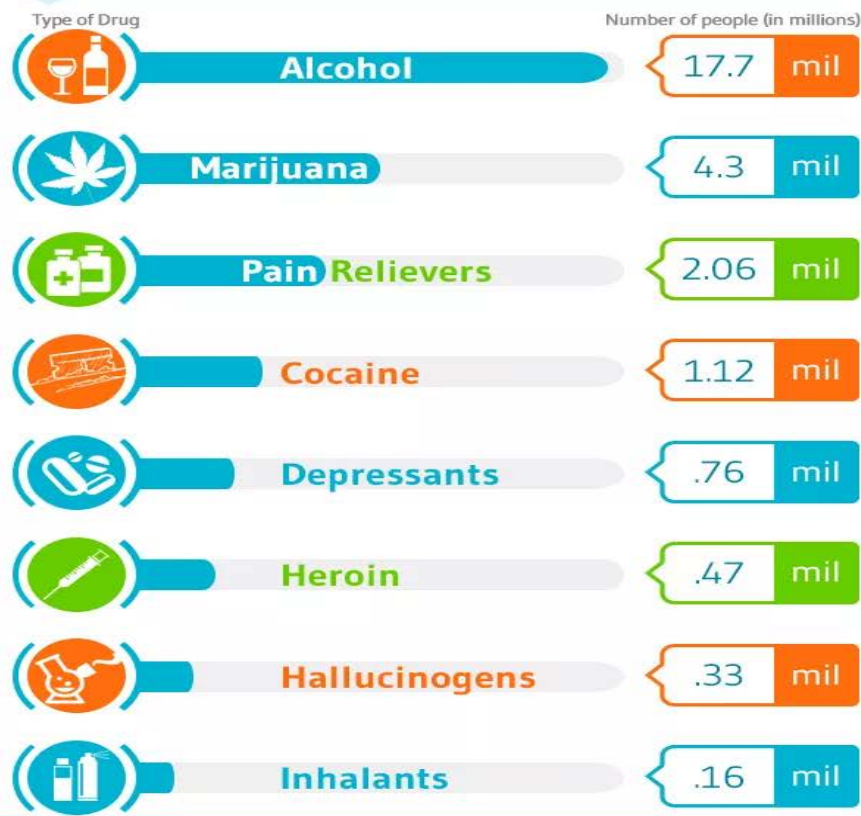 Type of Drug Number of people (in millions)
Alcohol 17.7 mil
Marijuana 4.3 mil
Pain Relievers 2.06 mil
Cocaine 1.12 mil
Depressants .76 mil
Heroin .47 mil
Hallucinogens .33 mil
Inhalants .16 mil